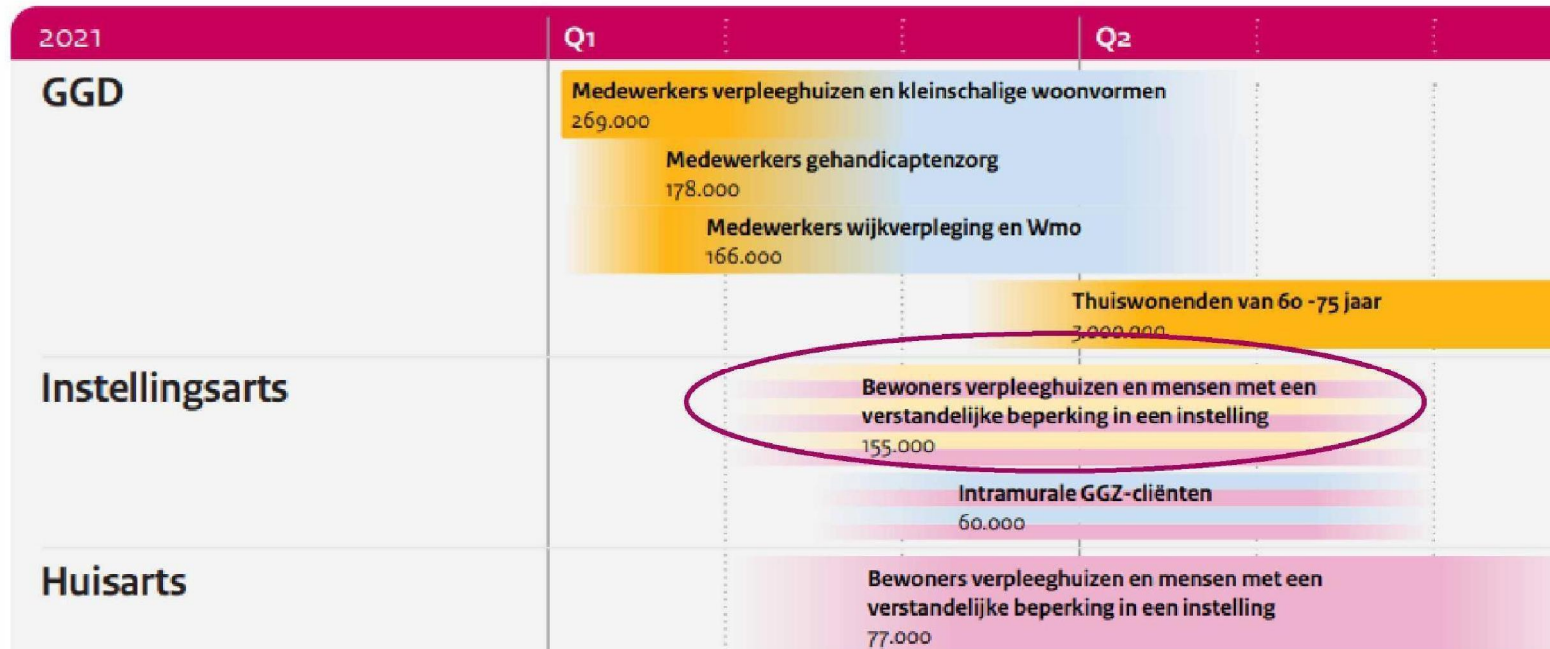 2021 Q1 Q2
GGD
Medewerkers verpleeghuizen en kleinschalige woonvormen
269.000
Medewerkers gehandicaptenzorg
178.000
Medewerkers wijkverpleging en Wmo
166.000
Thuiswonenden van 60 -75 jaar
3.000.000
Instellingsarts
Bewoners verpleeghuizen en mensen met een
verstandelijke beperking in een instelling
155.000
Intramurale GGZ-cliënten
60.000
Huisarts
Bewoners verpleeghuizen en mensen met een
verstandelijke beperking in een instelling
77.000